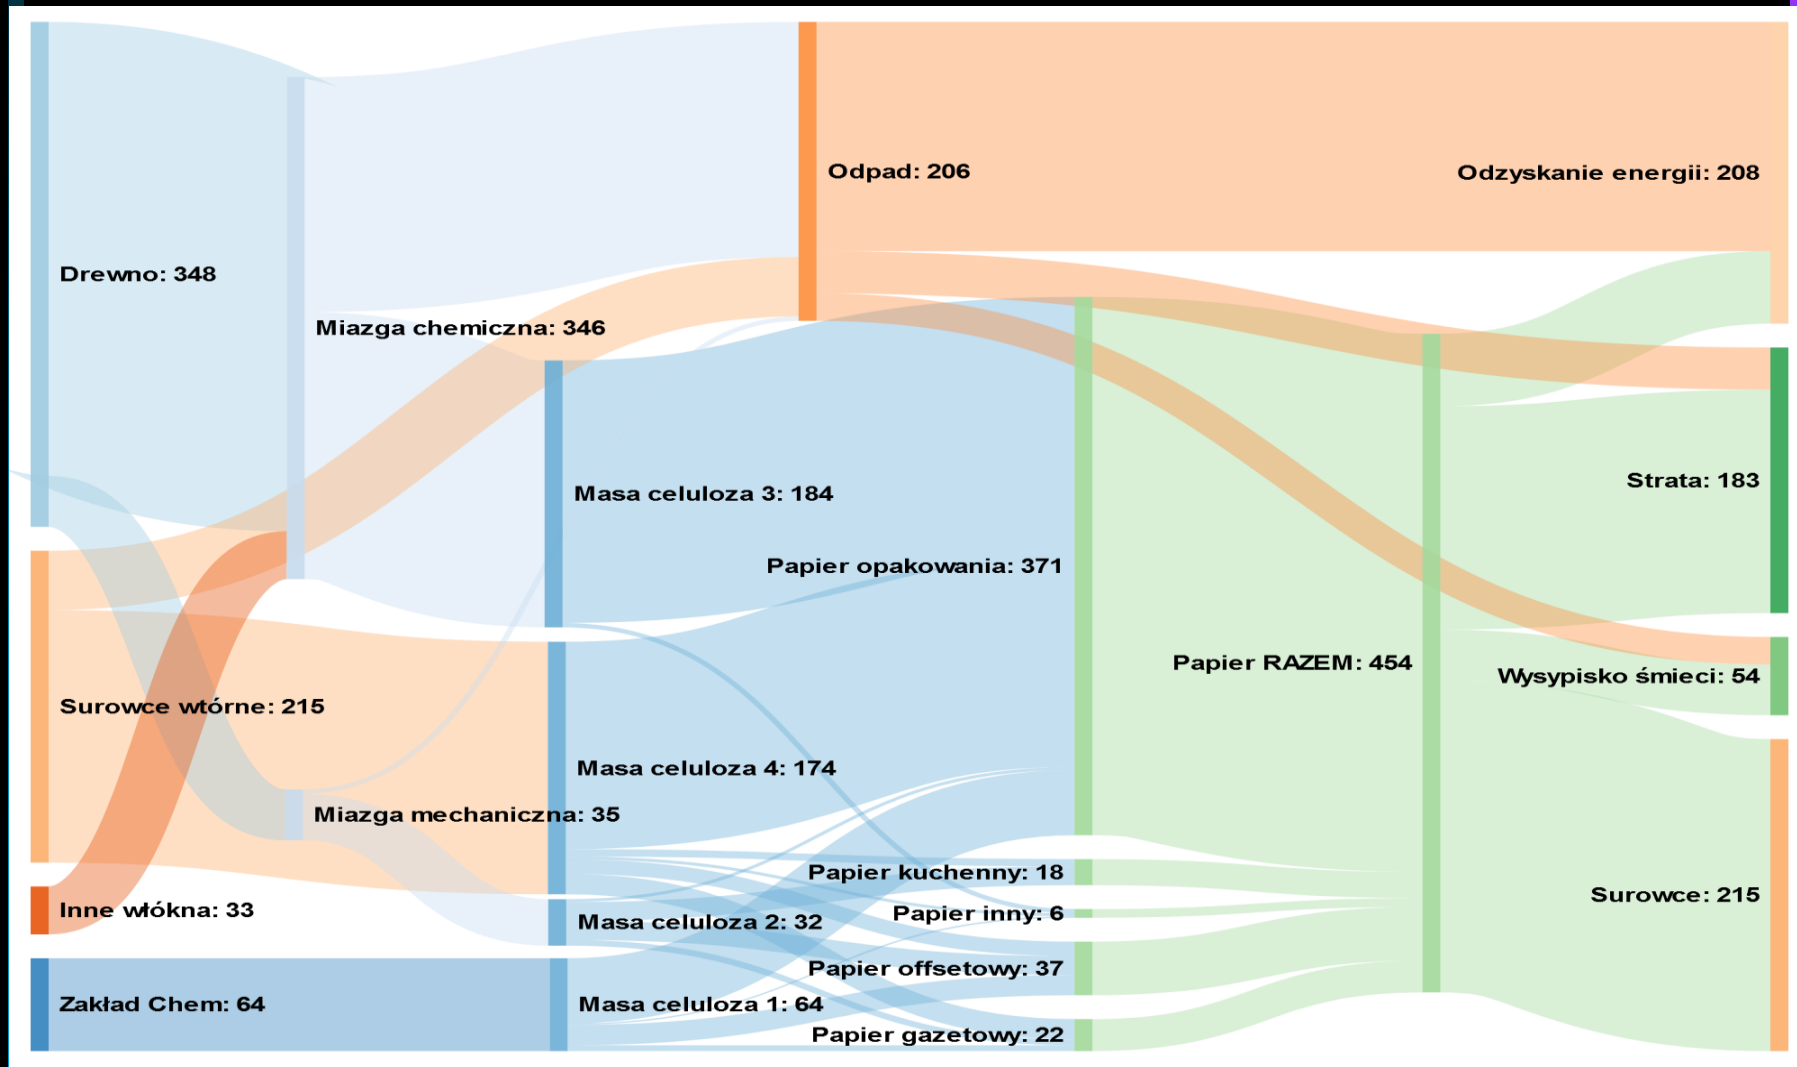 Odpad: 206
Odzyskanie energii: 208
Drewno: 348
Miazga chemiczna: 346
Masa celuloza 3: 184
Strata: 183
Papier opakowania: 371
Papier RAZEM: 454
Wysypisko śmieci: 54
Surowce wtórne: 215
Masa celuloza 4: 174
Miazga mechaniczna: 35
Papier kuchenny: 18
Surowce: 215
Inne włókna: 33
Papier inny: 6
Masa celuloza 2: 32
Papier offsetowy: 37
Zakład Chem: 64
Masa celuloza 1: 64
Papier gazetowy: 22